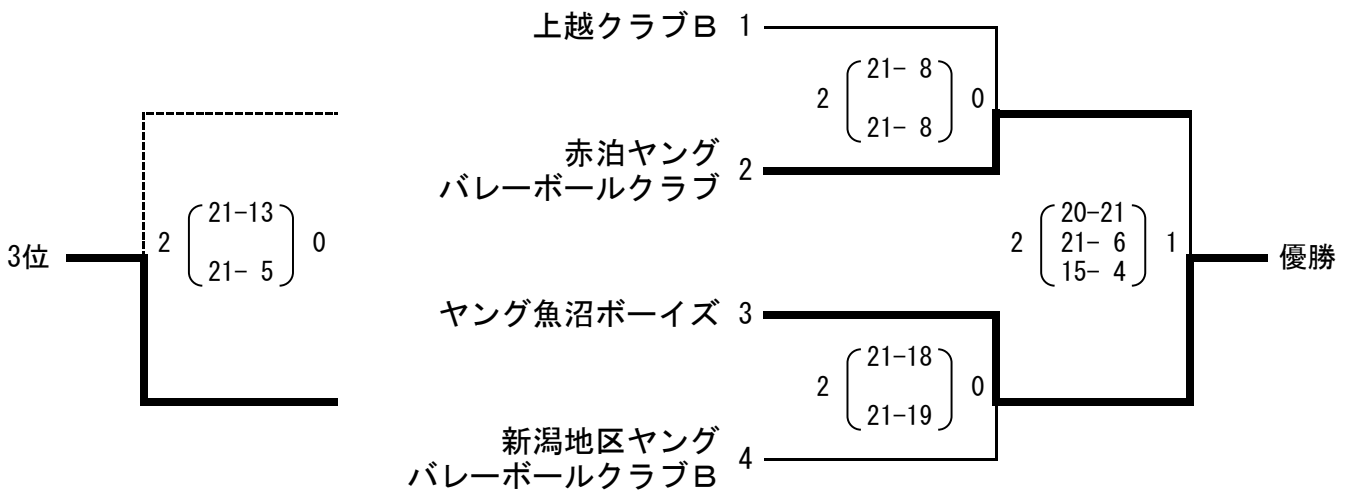 上越クラブB 1
2 21- 8 0
21- 8
赤泊ヤング
バレーボールクラブ 2
3位
2 21-13 0
21- 5
2 20-21 1
21- 6
15- 4
優勝
ヤング魚沼ボーイズ 3
2 21-18 0
21-19
新潟地区ヤング
バレーボールクラブB 4